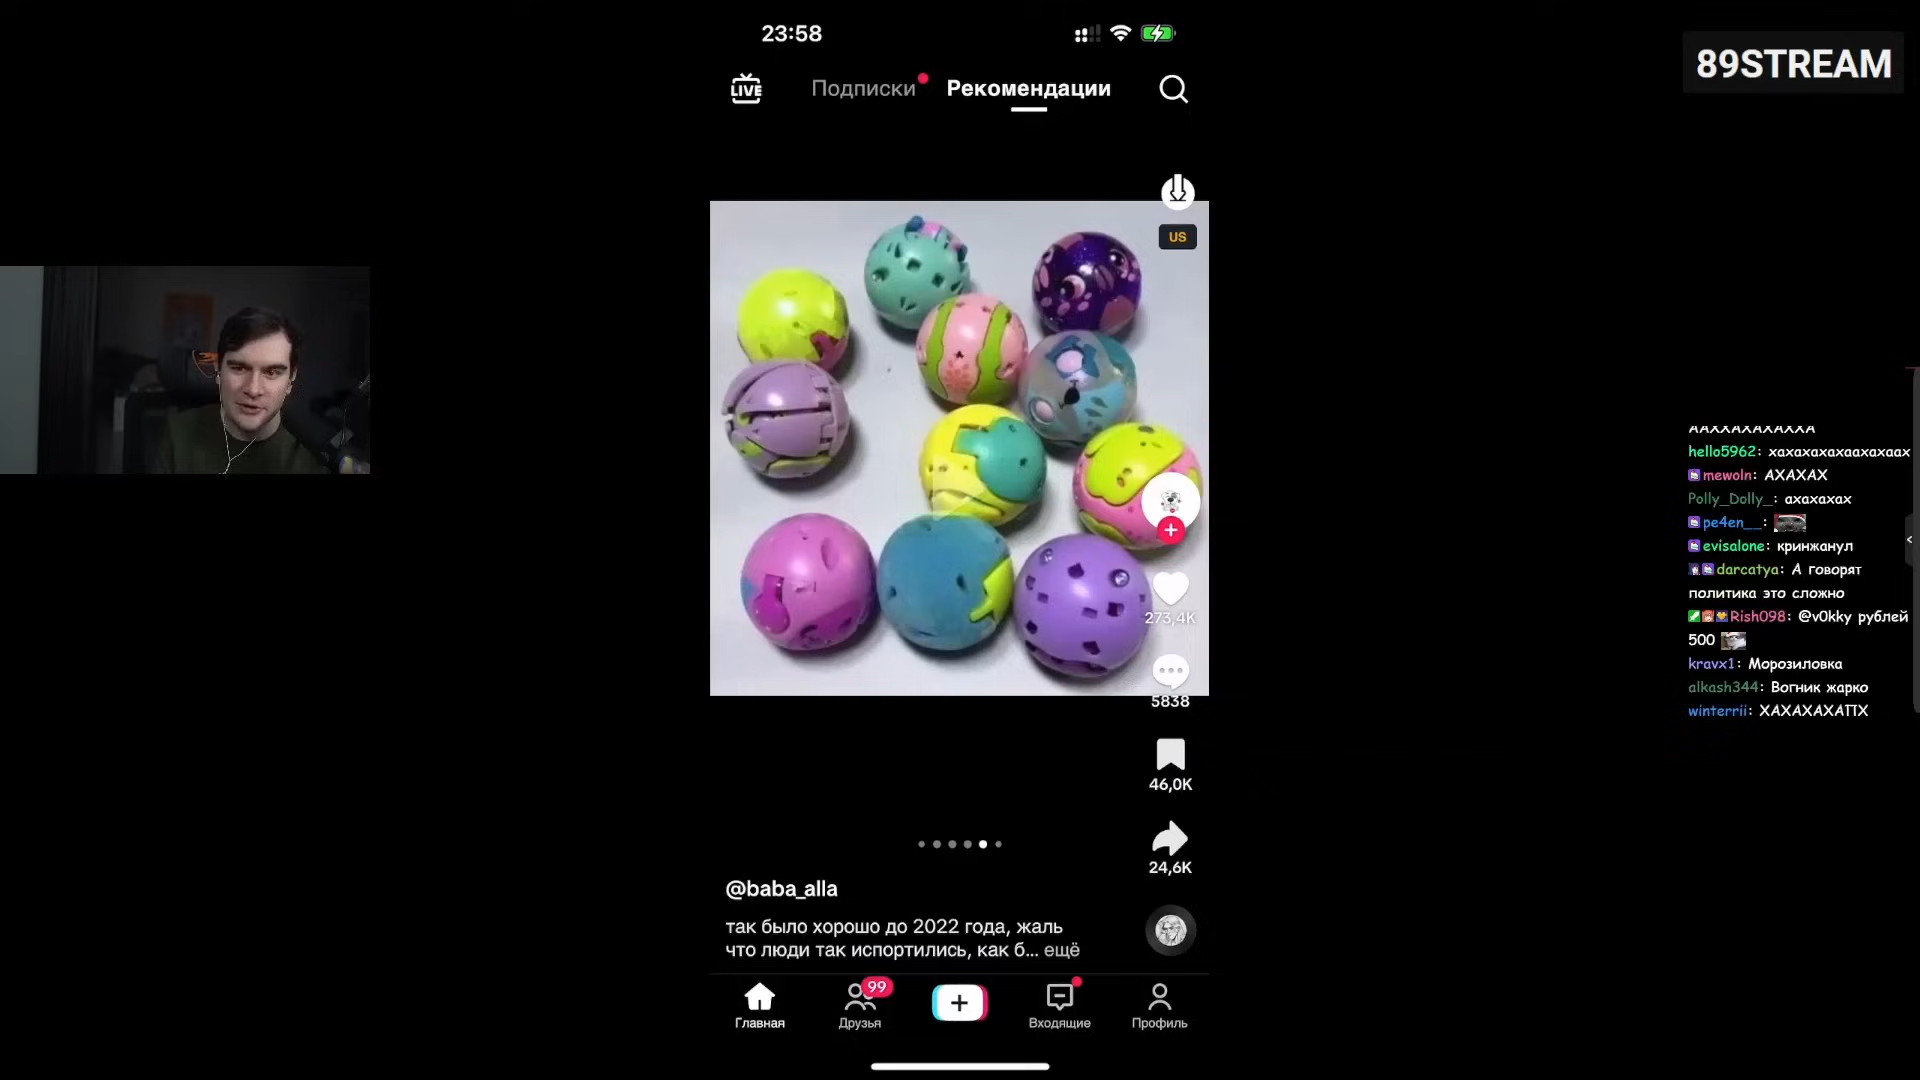 23:58
89STREAM
LIVE
Подписки
Рекомендации
US
273,4K
5838
46,0K
24,6K
@baba_alla
так было хорошо до 2022 года, жаль
что люди так испортились, как б... ещё
Главная
99
Друзья
Входящие
Профиль
ААХХАХАХАХХА
hello5962: хахахахахаахахаах
mewoln: АХАХАХ
Polly_Dolly_: ахахахах
pe4en__:
evisalone: кринжанул
darcatya: А говорят
политика это сложно
Rish098: @v0kky рублей
500
kravx1: Морозиловка
alkash344: Вогник жарко
winterrii: ХАХАХАХАПХ